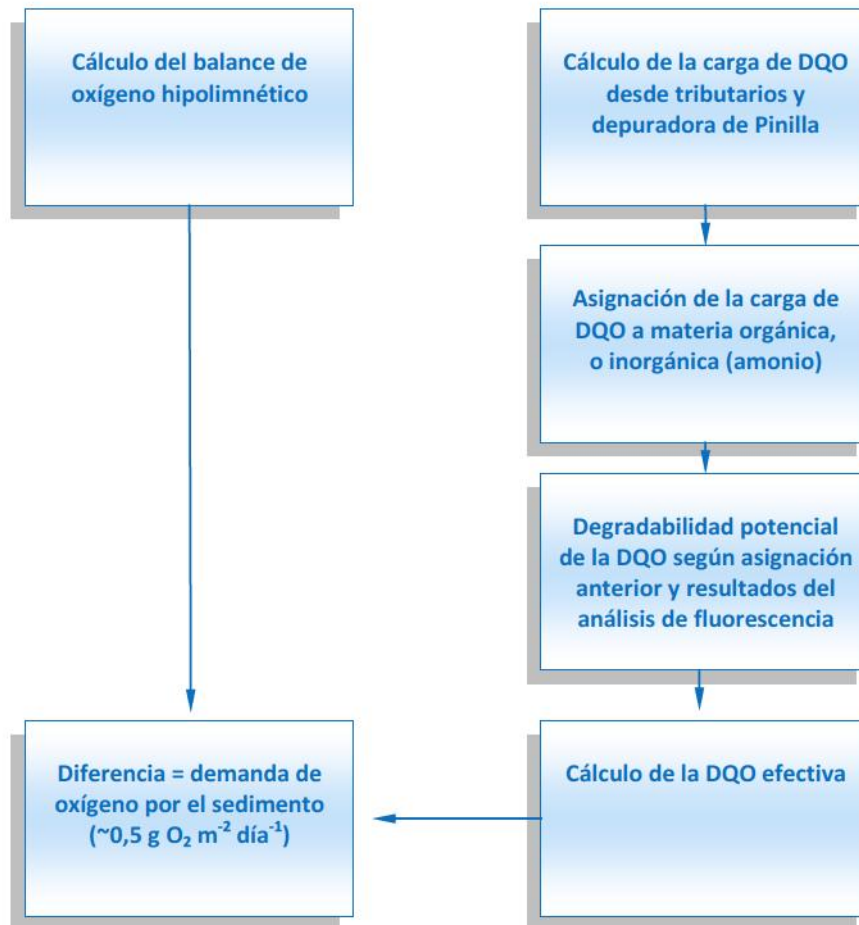 Cálculo del balance de
oxígeno hipolimnético
Cálculo de la carga de DQO
desde tributarios y
depuradora de Pinilla
Asignación de la carga de
DQO a materia orgánica,
o inorgánica (amonio)
Degradabilidad potencial
de la DQO según asignación
anterior y resultados del
análisis de fluorescencia
Cálculo de la DQO efectiva
Diferencia = demanda de
oxígeno por el sedimento
(~0,5 g O₂ m⁻² día⁻¹)